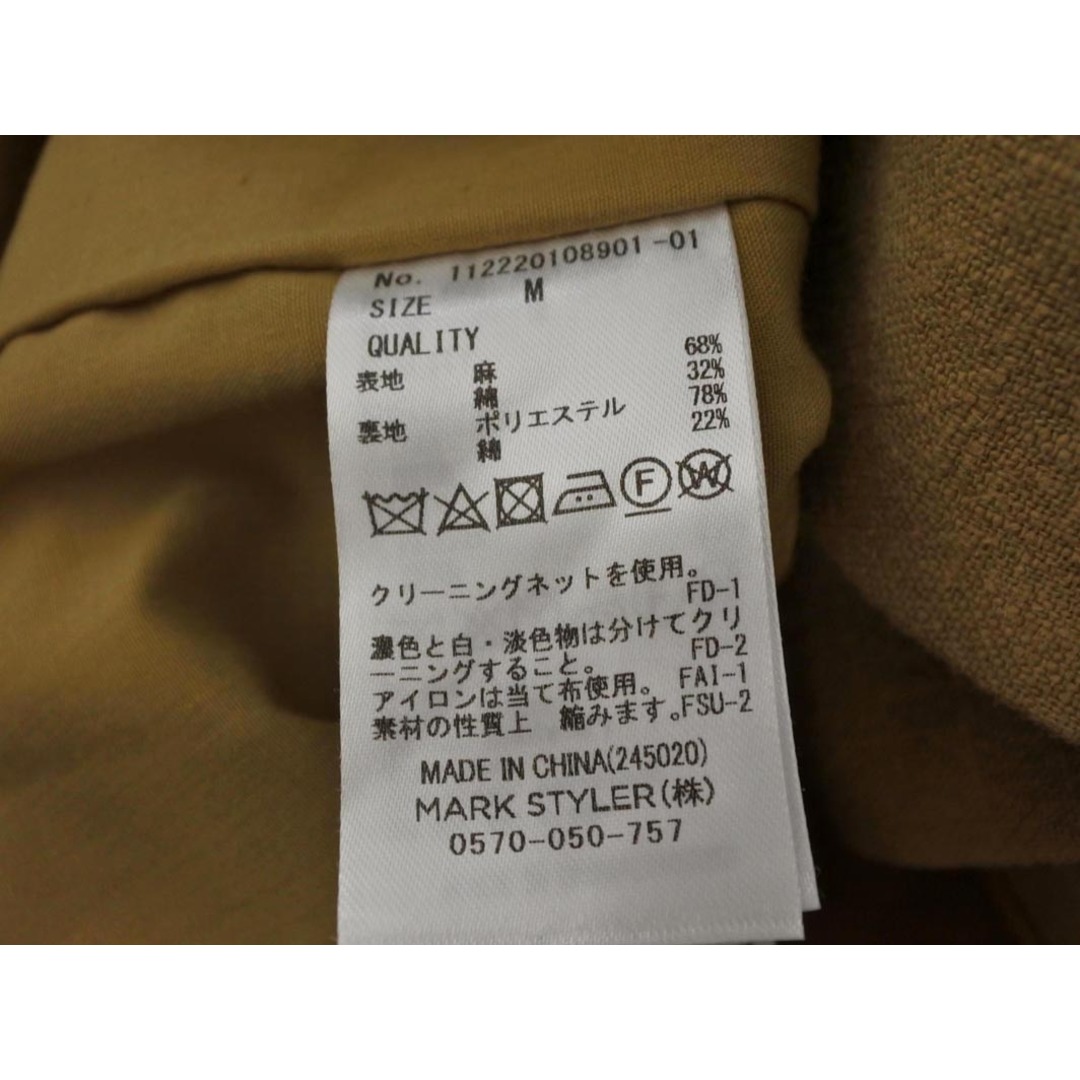 No. 112220108901-01
SIZE M
QUALITY
表地 麻 68%
綿 32%
裏地 ポリエステル 78%
綿 22%
F W
クリーニングネットを使用。
FD-1
濃色と白・淡色物は分けてクリ
ーニングすること。 FD-2
アイロンは当て布使用。 FAI-1
素材の性質上 縮みます。FSU-2
MADE IN CHINA(245020)
MARK STYLER(株)
0570-050-757